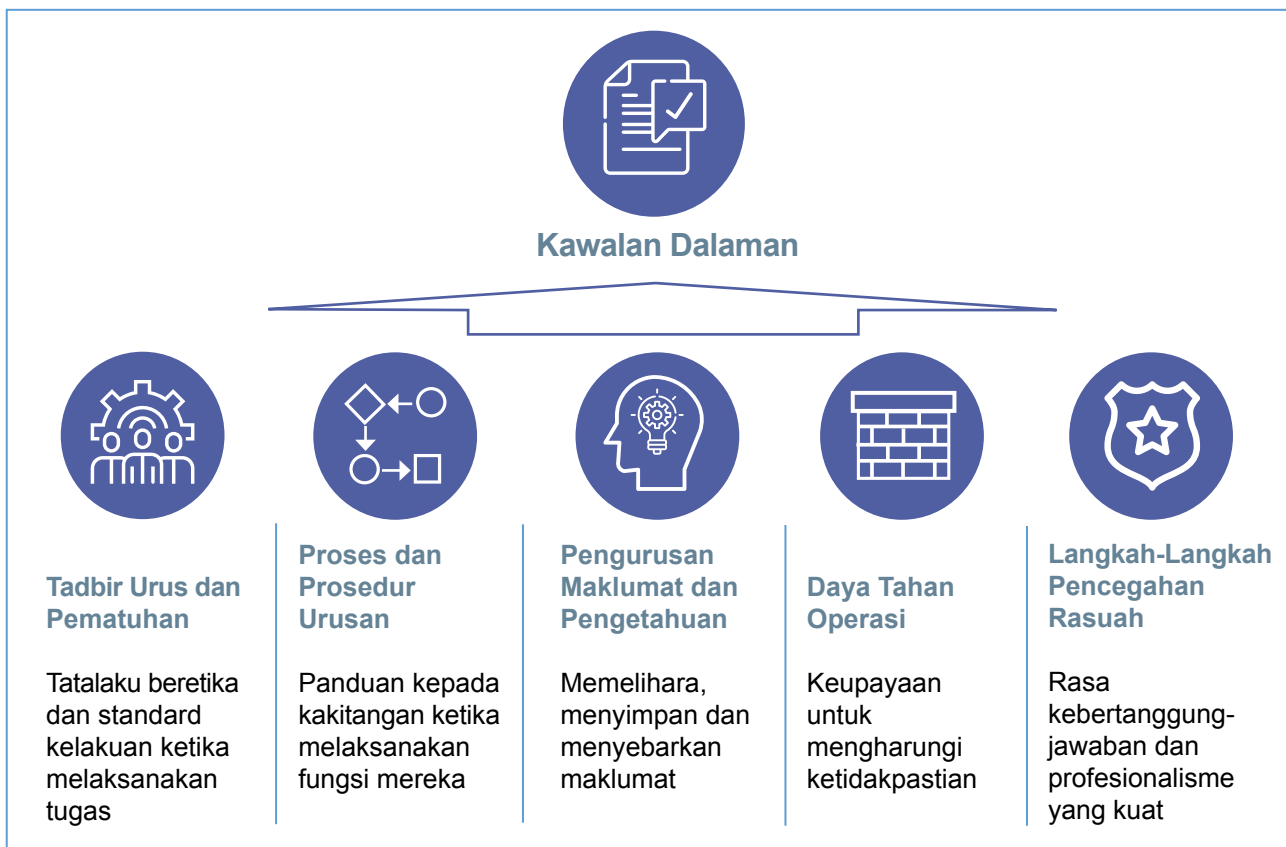 Kawalan Dalaman
Tadbir Urus dan
Pematuhan
Tatalaku beretika
dan standard
kelakuan ketika
melaksanakan
tugas
Proses dan
Prosedur
Urusan
Panduan kepada
kakitangan ketika
melaksanakan
fungsi mereka
Pengurusan
Maklumat dan
Pengetahuan
Memelihara,
menyimpan dan
menyebarkan
maklumat
Daya Tahan
Operasi
Keupayaan
untuk
mengharungi
ketidakpastian
Langkah-Langkah
Pencegahan
Rasuah
Rasa
kebertanggung-
jawaban dan
profesionalisme
yang kuat